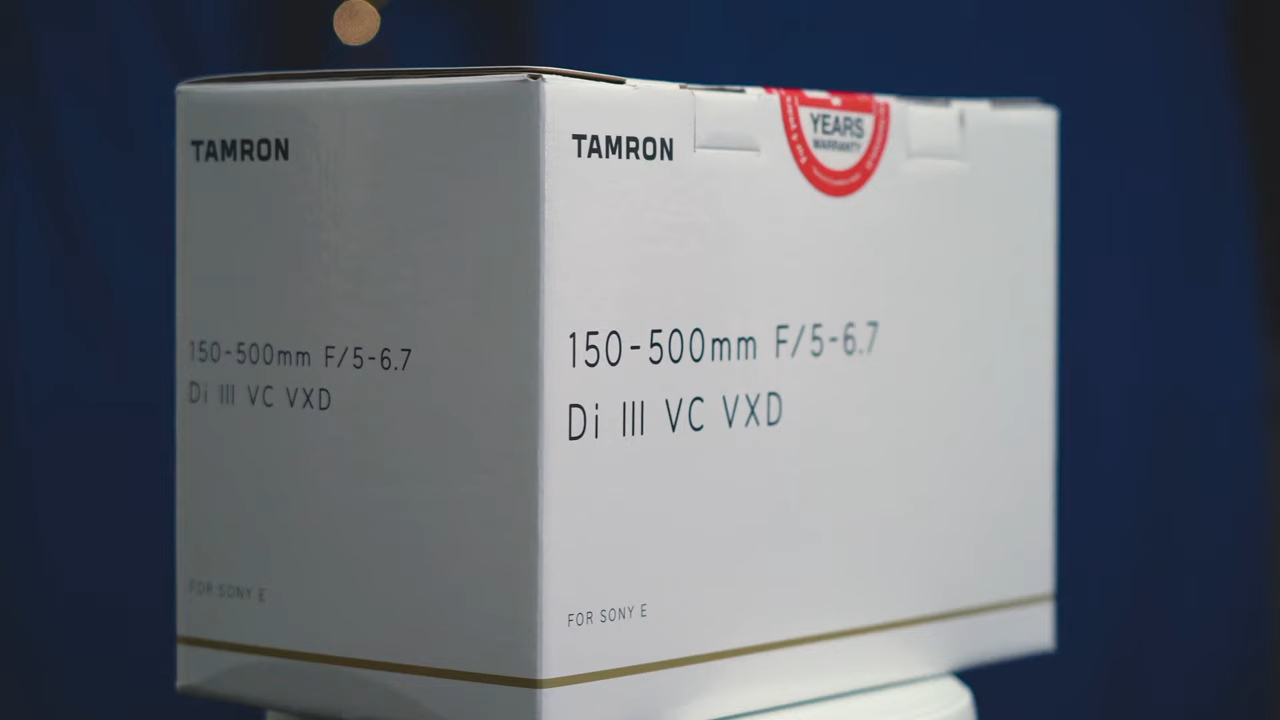 TAMRON
150-500mm F/5-6.7
Di III VC VXD
FOR SONY E
TAMRON
YEARS
WARRANTY
150-500mm F/5-6.7
Di III VC VXD
FOR SONY E